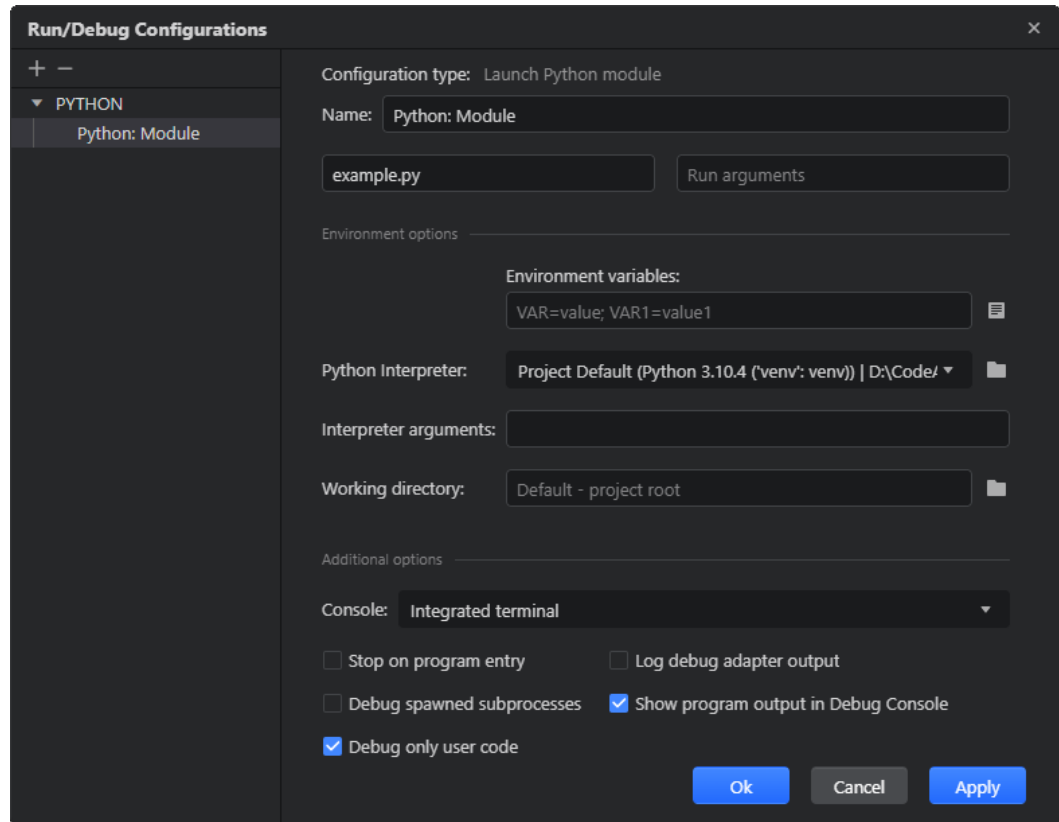 Run/Debug Configurations
PYTHON
Python: Module
Configuration type: Launch Python module
Name: Python: Module
example.py Run arguments
Environment options
Environment variables:
VAR=value; VAR1=value1
Python Interpreter: Project Default (Python 3.10.4 ('venv': venv)) | D:\Code
Interpreter arguments:
Working directory: Default - project root
Additional options
Console: Integrated terminal
Stop on program entry Log debug adapter output
Debug spawned subprocesses Show program output in Debug Console
Debug only user code
Ok Cancel Apply